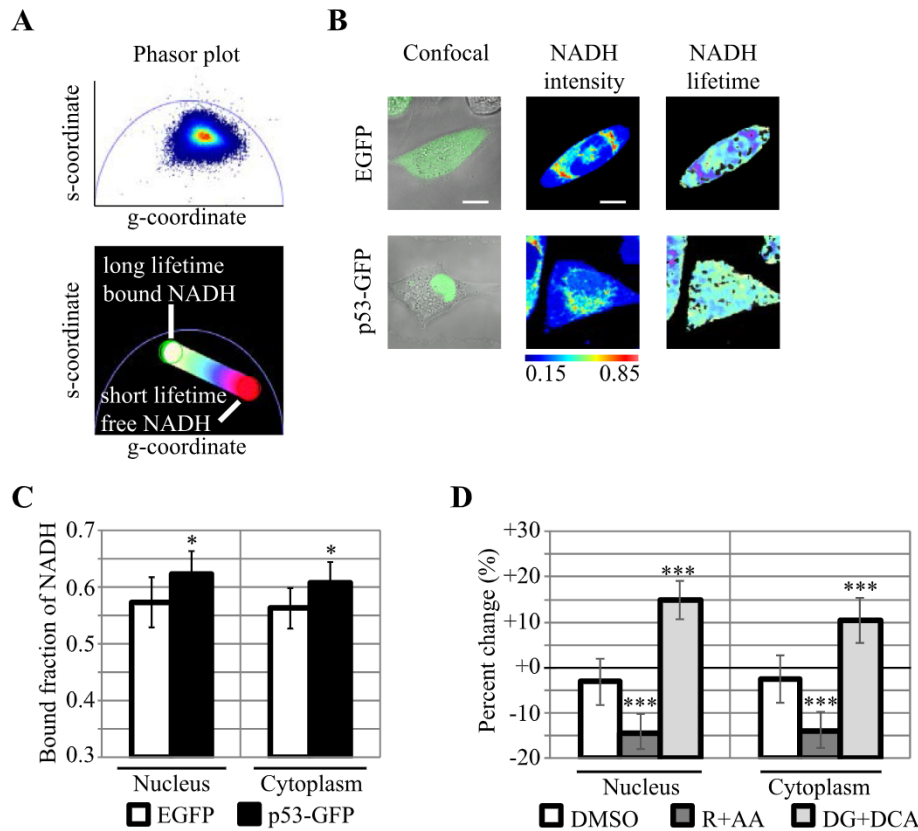 A
Phasor plot
s-coordinate
g-coordinate
long lifetime
bound NADH
short lifetime
free NADH
s-coordinate
g-coordinate
B
Confocal
NADH
intensity
NADH
lifetime
EGFP
p53-GFP
0.15 0.85
C
Bound fraction of NADH
0.7
0.6
0.5
0.4
0.3
* *
Nucleus Cytoplasm
EGFP p53-GFP
D
Percent change (%)
+30
+20
+10
+0
-10
-20
*** ***
*** ***
Nucleus Cytoplasm
DMSO R+AA DG+DCA